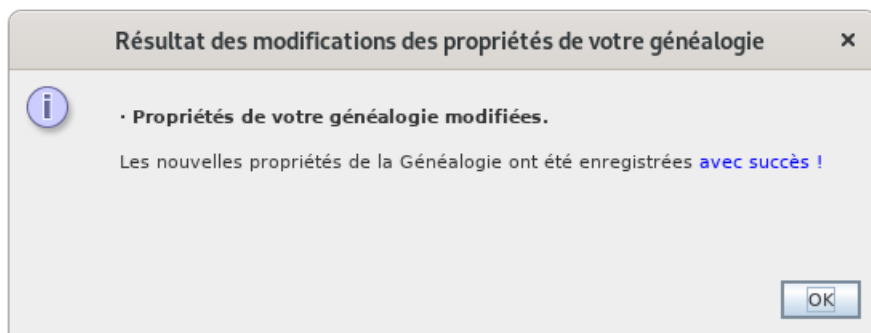 Résultat des modifications des propriétés de votre généalogie ×
i
· Propriétés de votre généalogie modifiées.
Les nouvelles propriétés de la Généalogie ont été enregistrées avec succès !
OK